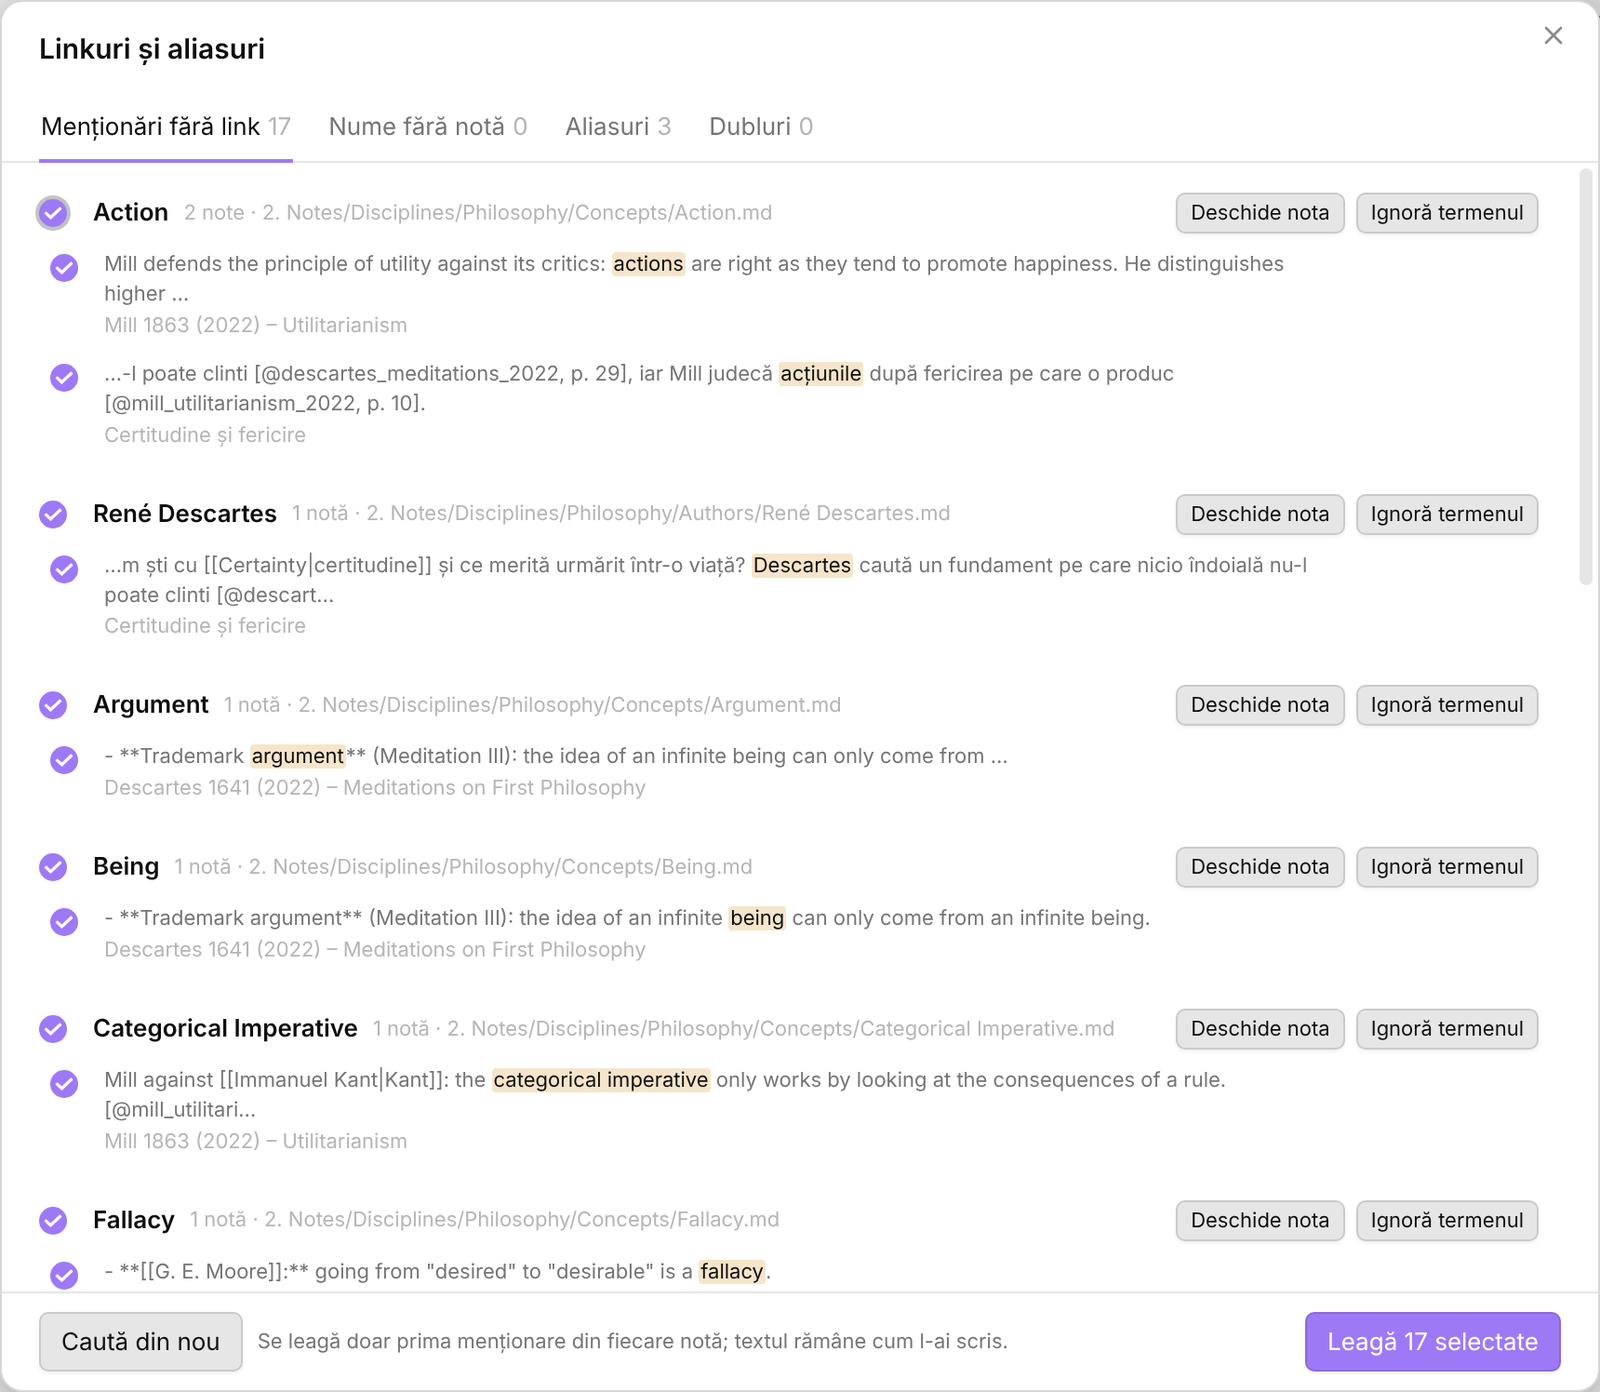 Linkuri și aliasuri
Menționări fără link 17 Nume fără notă 0 Aliasuri 3 Dubluri 0
Action 2 note · 2. Notes/Disciplines/Philosophy/Concepts/Action.md Deschide nota Ignoră termenul
Mill defends the principle of utility against its critics: actions are right as they tend to promote happiness. He distinguishes
higher ...
Mill 1863 (2022) – Utilitarianism
...-l poate clinti [@descartes_meditations_2022, p. 29], iar Mill judecă acțiunile după fericirea pe care o produc
[@mill_utilitarianism_2022, p. 10].
Certitudine și fericire
René Descartes 1 notă · 2. Notes/Disciplines/Philosophy/Authors/René Descartes.md Deschide nota Ignoră termenul
...m ști cu [[Certainty|certitudine]] și ce merită urmărit într-o viață? Descartes caută un fundament pe care nicio îndoială nu-l
poate clinti [@descart...
Certitudine și fericire
Argument 1 notă · 2. Notes/Disciplines/Philosophy/Concepts/Argument.md Deschide nota Ignoră termenul
- **Trademark argument** (Meditation III): the idea of an infinite being can only come from ...
Descartes 1641 (2022) – Meditations on First Philosophy
Being 1 notă · 2. Notes/Disciplines/Philosophy/Concepts/Being.md Deschide nota Ignoră termenul
- **Trademark argument** (Meditation III): the idea of an infinite being can only come from an infinite being.
Descartes 1641 (2022) – Meditations on First Philosophy
Categorical Imperative 1 notă · 2. Notes/Disciplines/Philosophy/Concepts/Categorical Imperative.md Deschide nota Ignoră termenul
Mill against [[Immanuel Kant|Kant]]: the categorical imperative only works by looking at the consequences of a rule.
[@mill_utilitari...
Mill 1863 (2022) – Utilitarianism
Fallacy 1 notă · 2. Notes/Disciplines/Philosophy/Concepts/Fallacy.md Deschide nota Ignoră termenul
- **[[G. E. Moore]]:** going from "desired" to "desirable" is a fallacy.
Caută din nou Se leagă doar prima menționare din fiecare notă; textul rămâne cum l-ai scris. Leagă 17 selectate